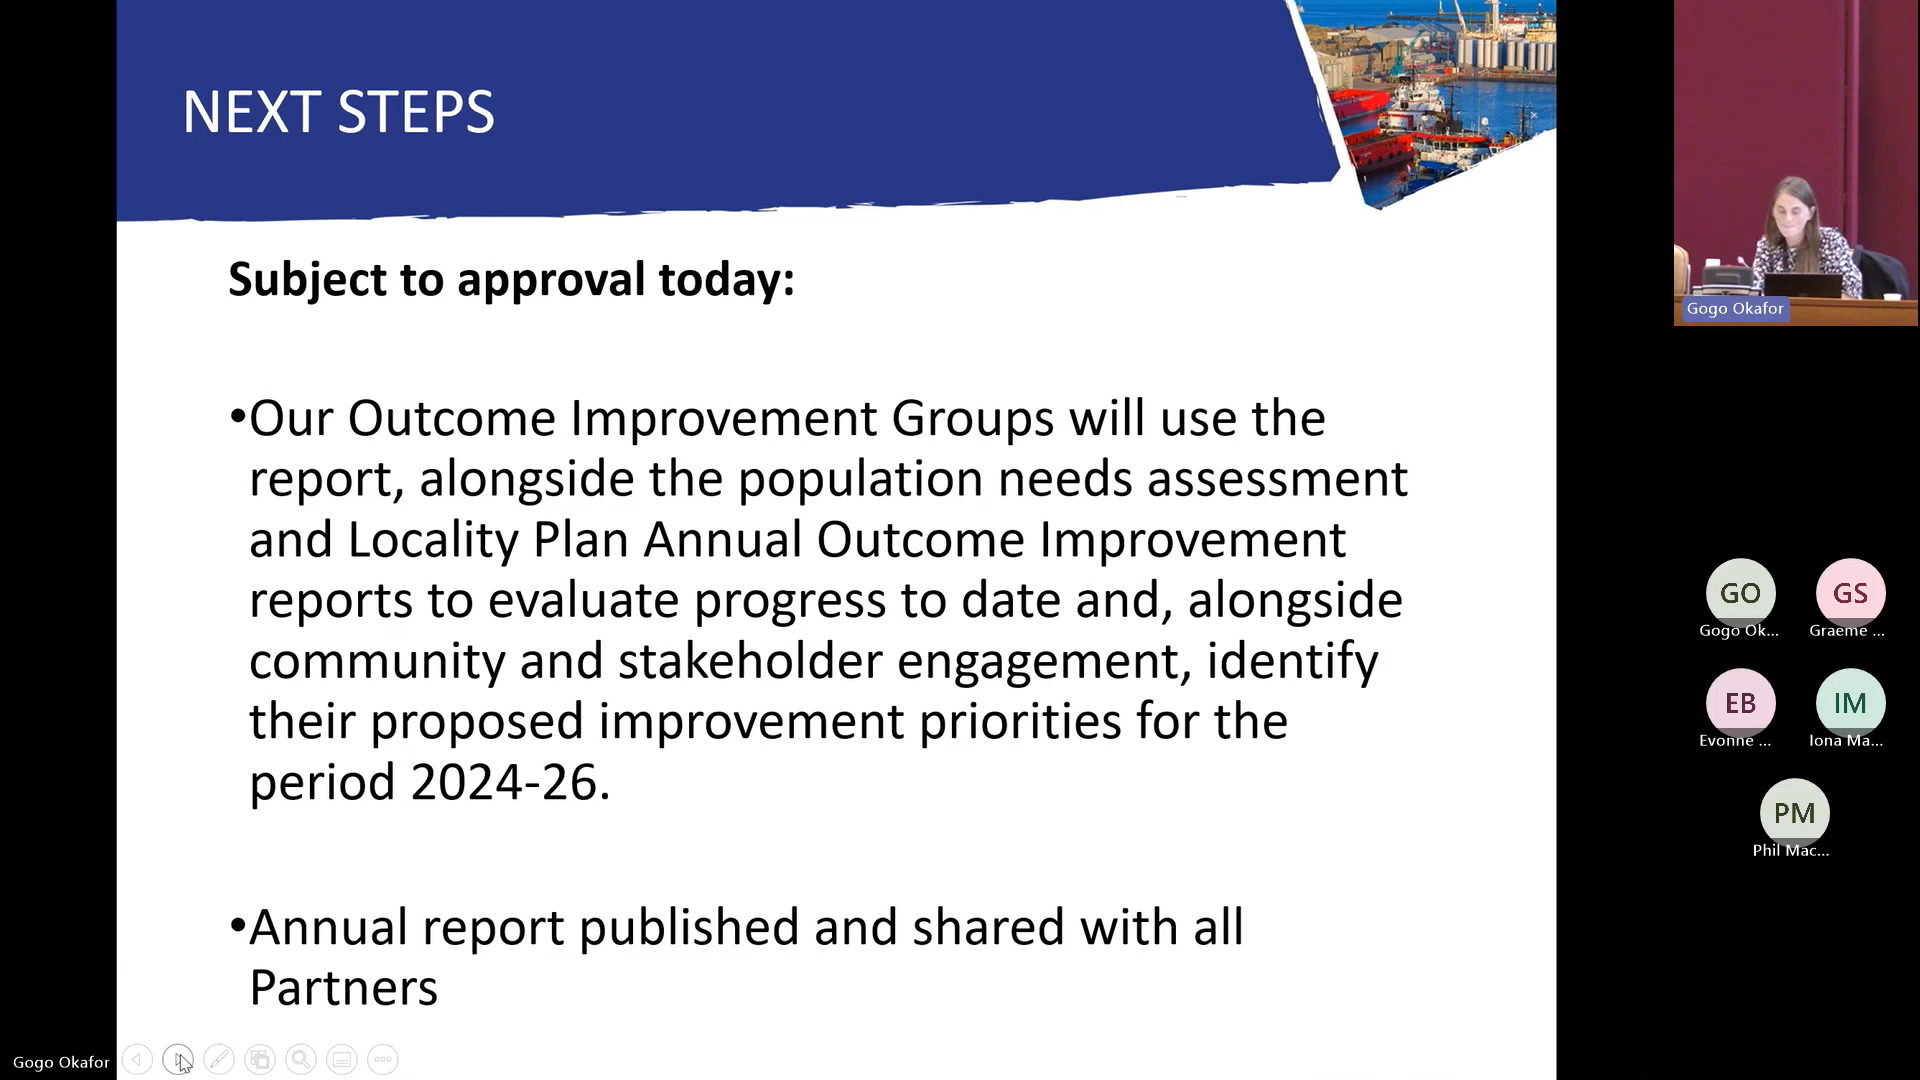 NEXT STEPS
Subject to approval today:
•Our Outcome Improvement Groups will use the
report, alongside the population needs assessment
and Locality Plan Annual Outcome Improvement
reports to evaluate progress to date and, alongside
community and stakeholder engagement, identify
their proposed improvement priorities for the
period 2024-26.
•Annual report published and shared with all
Partners
Gogo Okafor
GO
Gogo Ok...
GS
Graeme ...
EB
Evonne ...
IM
Iona Ma...
PM
Phil Mac...
Gogo Okafor